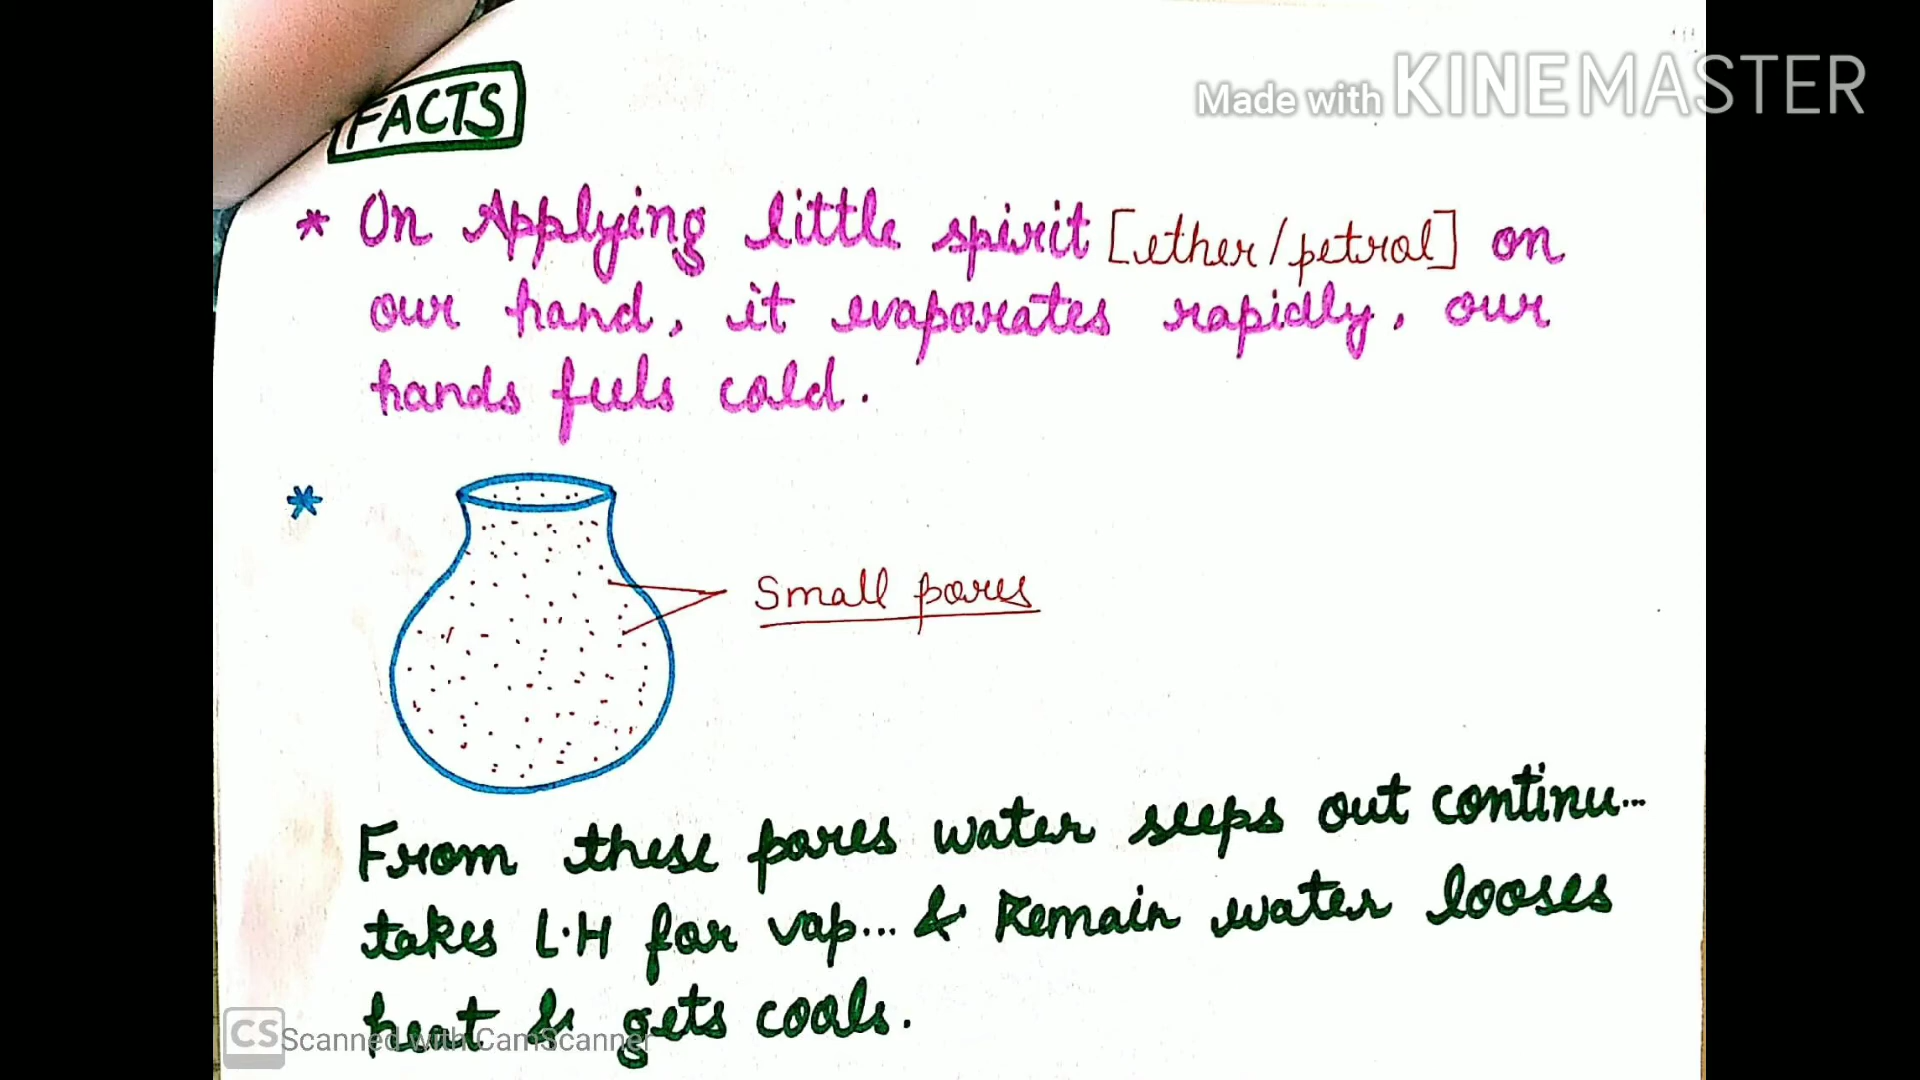 Made with KINEMASTER
FACTS
* On Applying little spirit [ether/petrol] on
our hand, it evaporates rapidly, our
hands feels cold.
*
Small pores
From these pores water seeps out continu...
takes L.H for vap... & Remain water looses
heat & gets cools.
CS Scanned with CamScanner